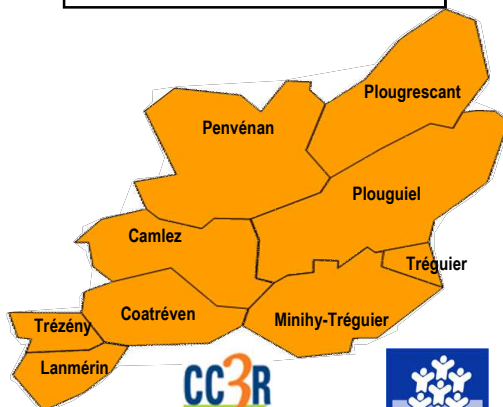 Plougrescant
Penvénan
Plouguiel
Camlez
Tréguier
Coatréven
Trézény
Minihy-Tréguier
Lanmérin
CC3R